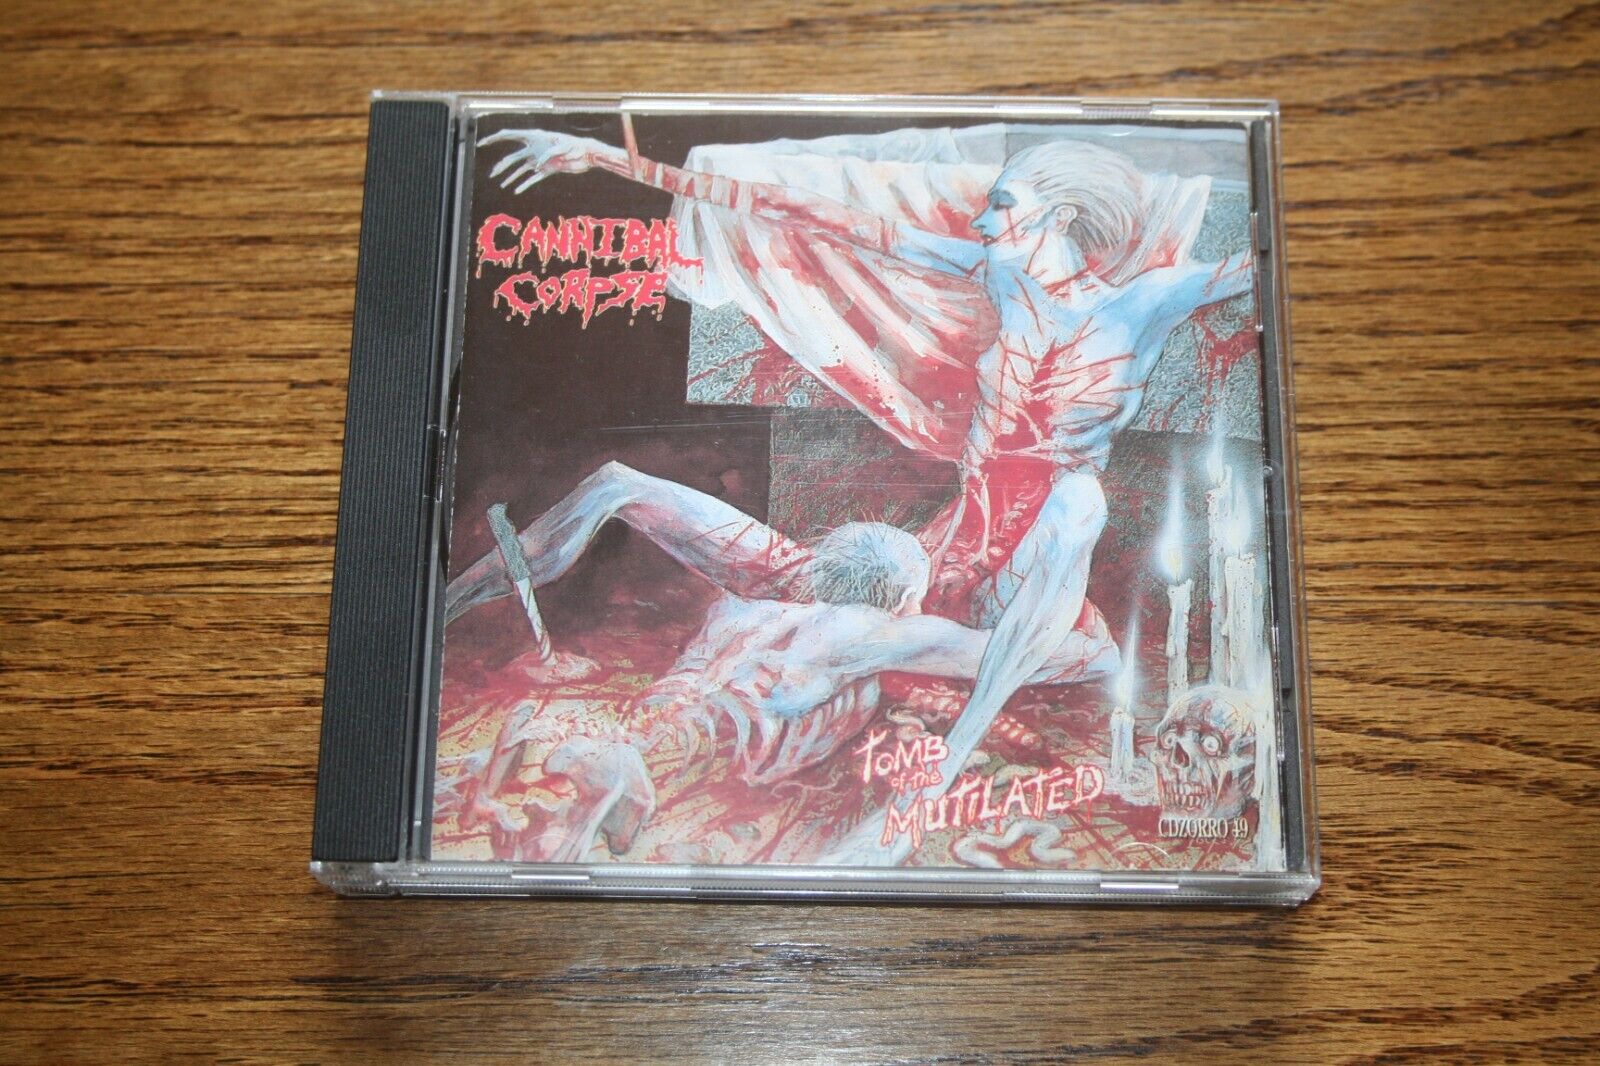 CANNIBAL
CORPSE
TOMB
of the
MUTILATED
CDZORRO 49